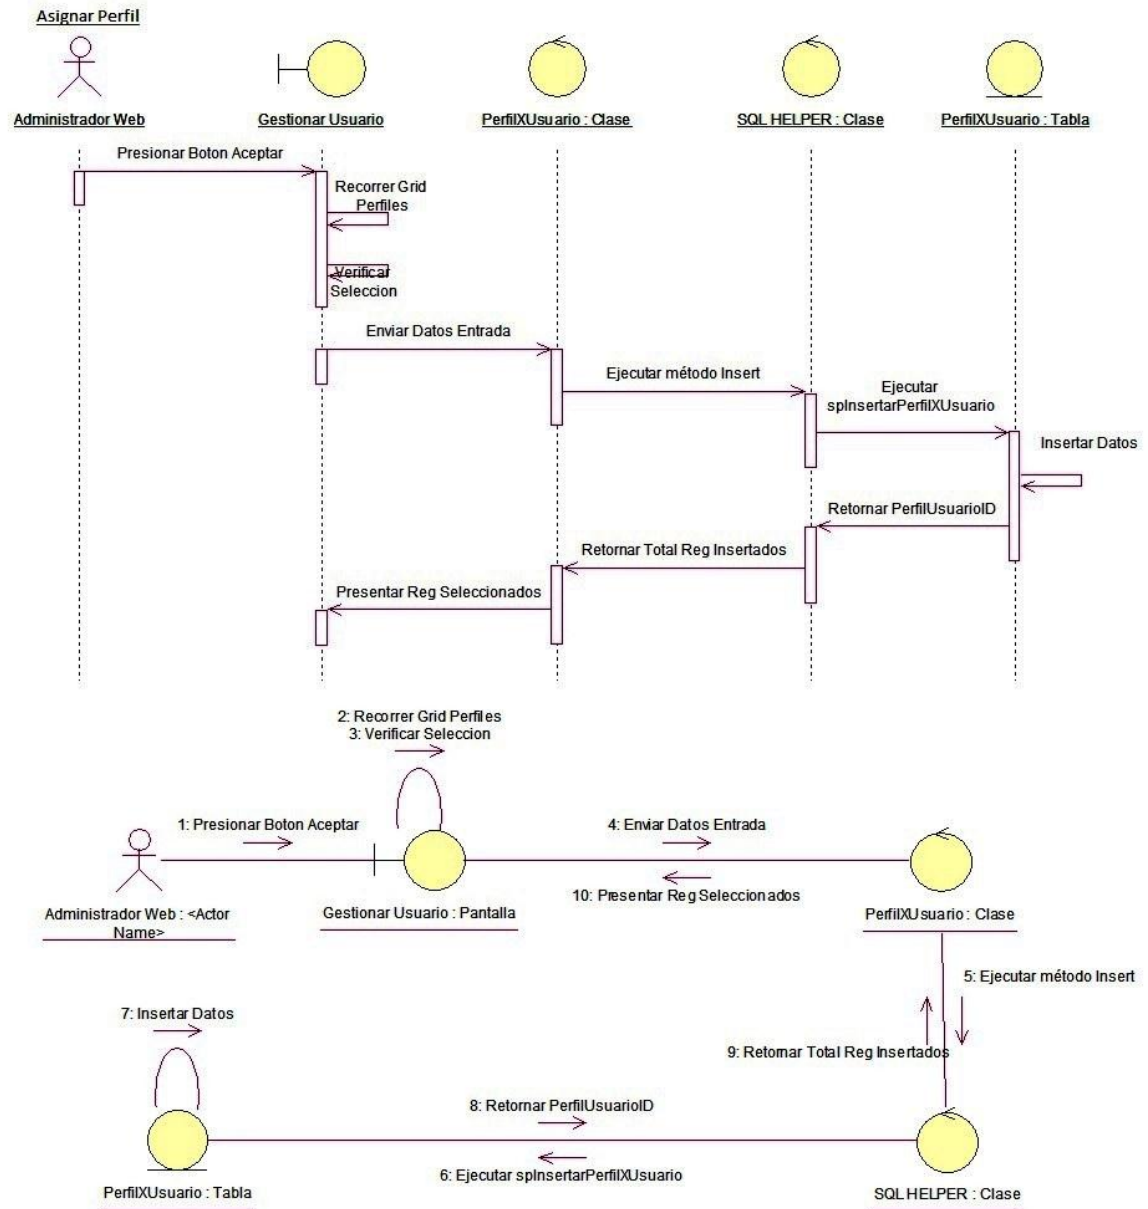 Asignar Perfil
Administrador Web
Gestionar Usuario
PerfilXUsuario : Clase
SQL HELPER : Clase
PerfilXUsuario : Tabla
Presionar Boton Aceptar
Recorrer Grid
Perfiles
Verificar
Seleccion
Enviar Datos Entrada
Ejecutar método Insert
Ejecutar
spInsertarPerfilXUsuario
Insertar Datos
Retornar PerfilUsuarioID
Retornar Total Reg Insertados
Presentar Reg Seleccionados
2: Recorrer Grid Perfiles
3: Verificar Seleccion
1: Presionar Boton Aceptar
4: Enviar Datos Entrada
10: Presentar Reg Seleccionados
Administrador Web : <Actor
Name>
Gestionar Usuario : Pantalla
PerfilXUsuario : Clase
5: Ejecutar método Insert
7: Insertar Datos
9: Retornar Total Reg Insertados
8: Retornar PerfilUsuarioID
6: Ejecutar spInsertarPerfilXUsuario
PerfilXUsuario : Tabla
SQL HELPER : Clase